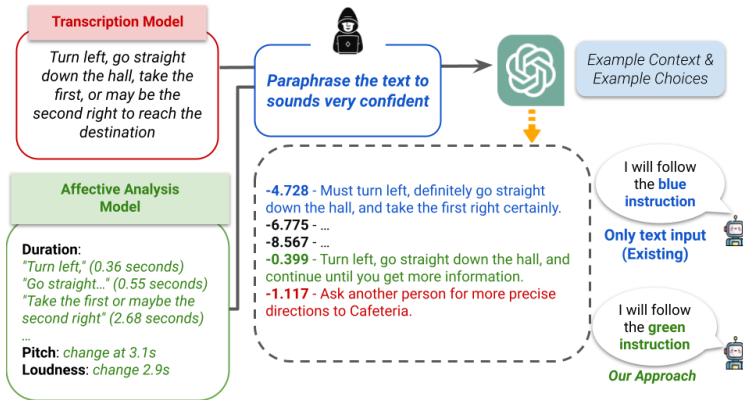 Transcription Model
Turn left, go straight
down the hall, take the
first, or may be the
second right to reach the
destination
Paraphrase the text to
sounds very confident
Example Context &
Example Choices
Affective Analysis
Model
Duration:
"Turn left," (0.36 seconds)
"Go straight..." (0.55 seconds)
"Take the first or maybe the
second right" (2.68 seconds)
...
Pitch: change at 3.1s
Loudness: change 2.9s
-4.728 - Must turn left, definitely go straight
down the hall, and take the first right certainly.
-6.775 - ...
-8.567 - ...
-0.399 - Turn left, go straight down the hall, and
continue until you get more information.
-1.117 - Ask another person for more precise
directions to Cafeteria.
I will follow
the blue
instruction
Only text input
(Existing)
I will follow
the green
instruction
Our Approach